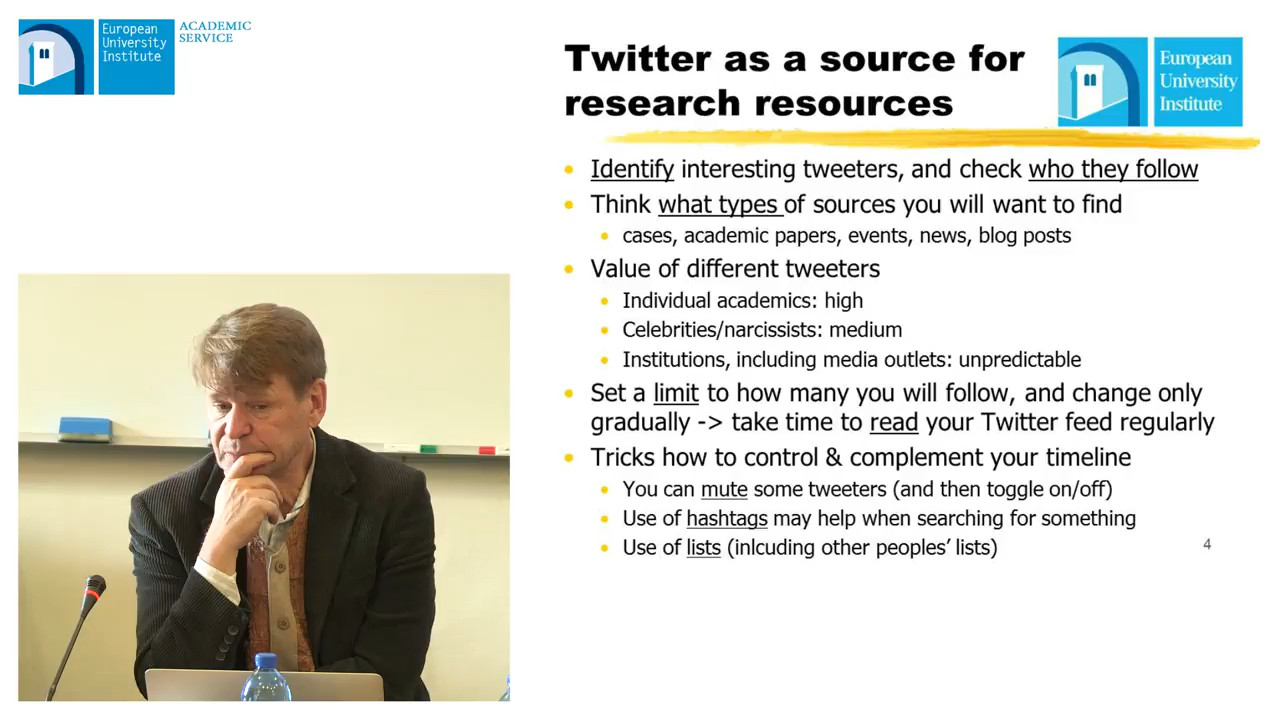 European
University
Institute
ACADEMIC
SERVICE
Twitter as a source for
research resources
European
University
Institute
Identify interesting tweeters, and check who they follow
Think what types of sources you will want to find
cases, academic papers, events, news, blog posts
Value of different tweeters
Individual academics: high
Celebrities/narcissists: medium
Institutions, including media outlets: unpredictable
Set a limit to how many you will follow, and change only
gradually -> take time to read your Twitter feed regularly
Tricks how to control & complement your timeline
You can mute some tweeters (and then toggle on/off)
Use of hashtags may help when searching for something
Use of lists (inlcuding other peoples' lists)
4